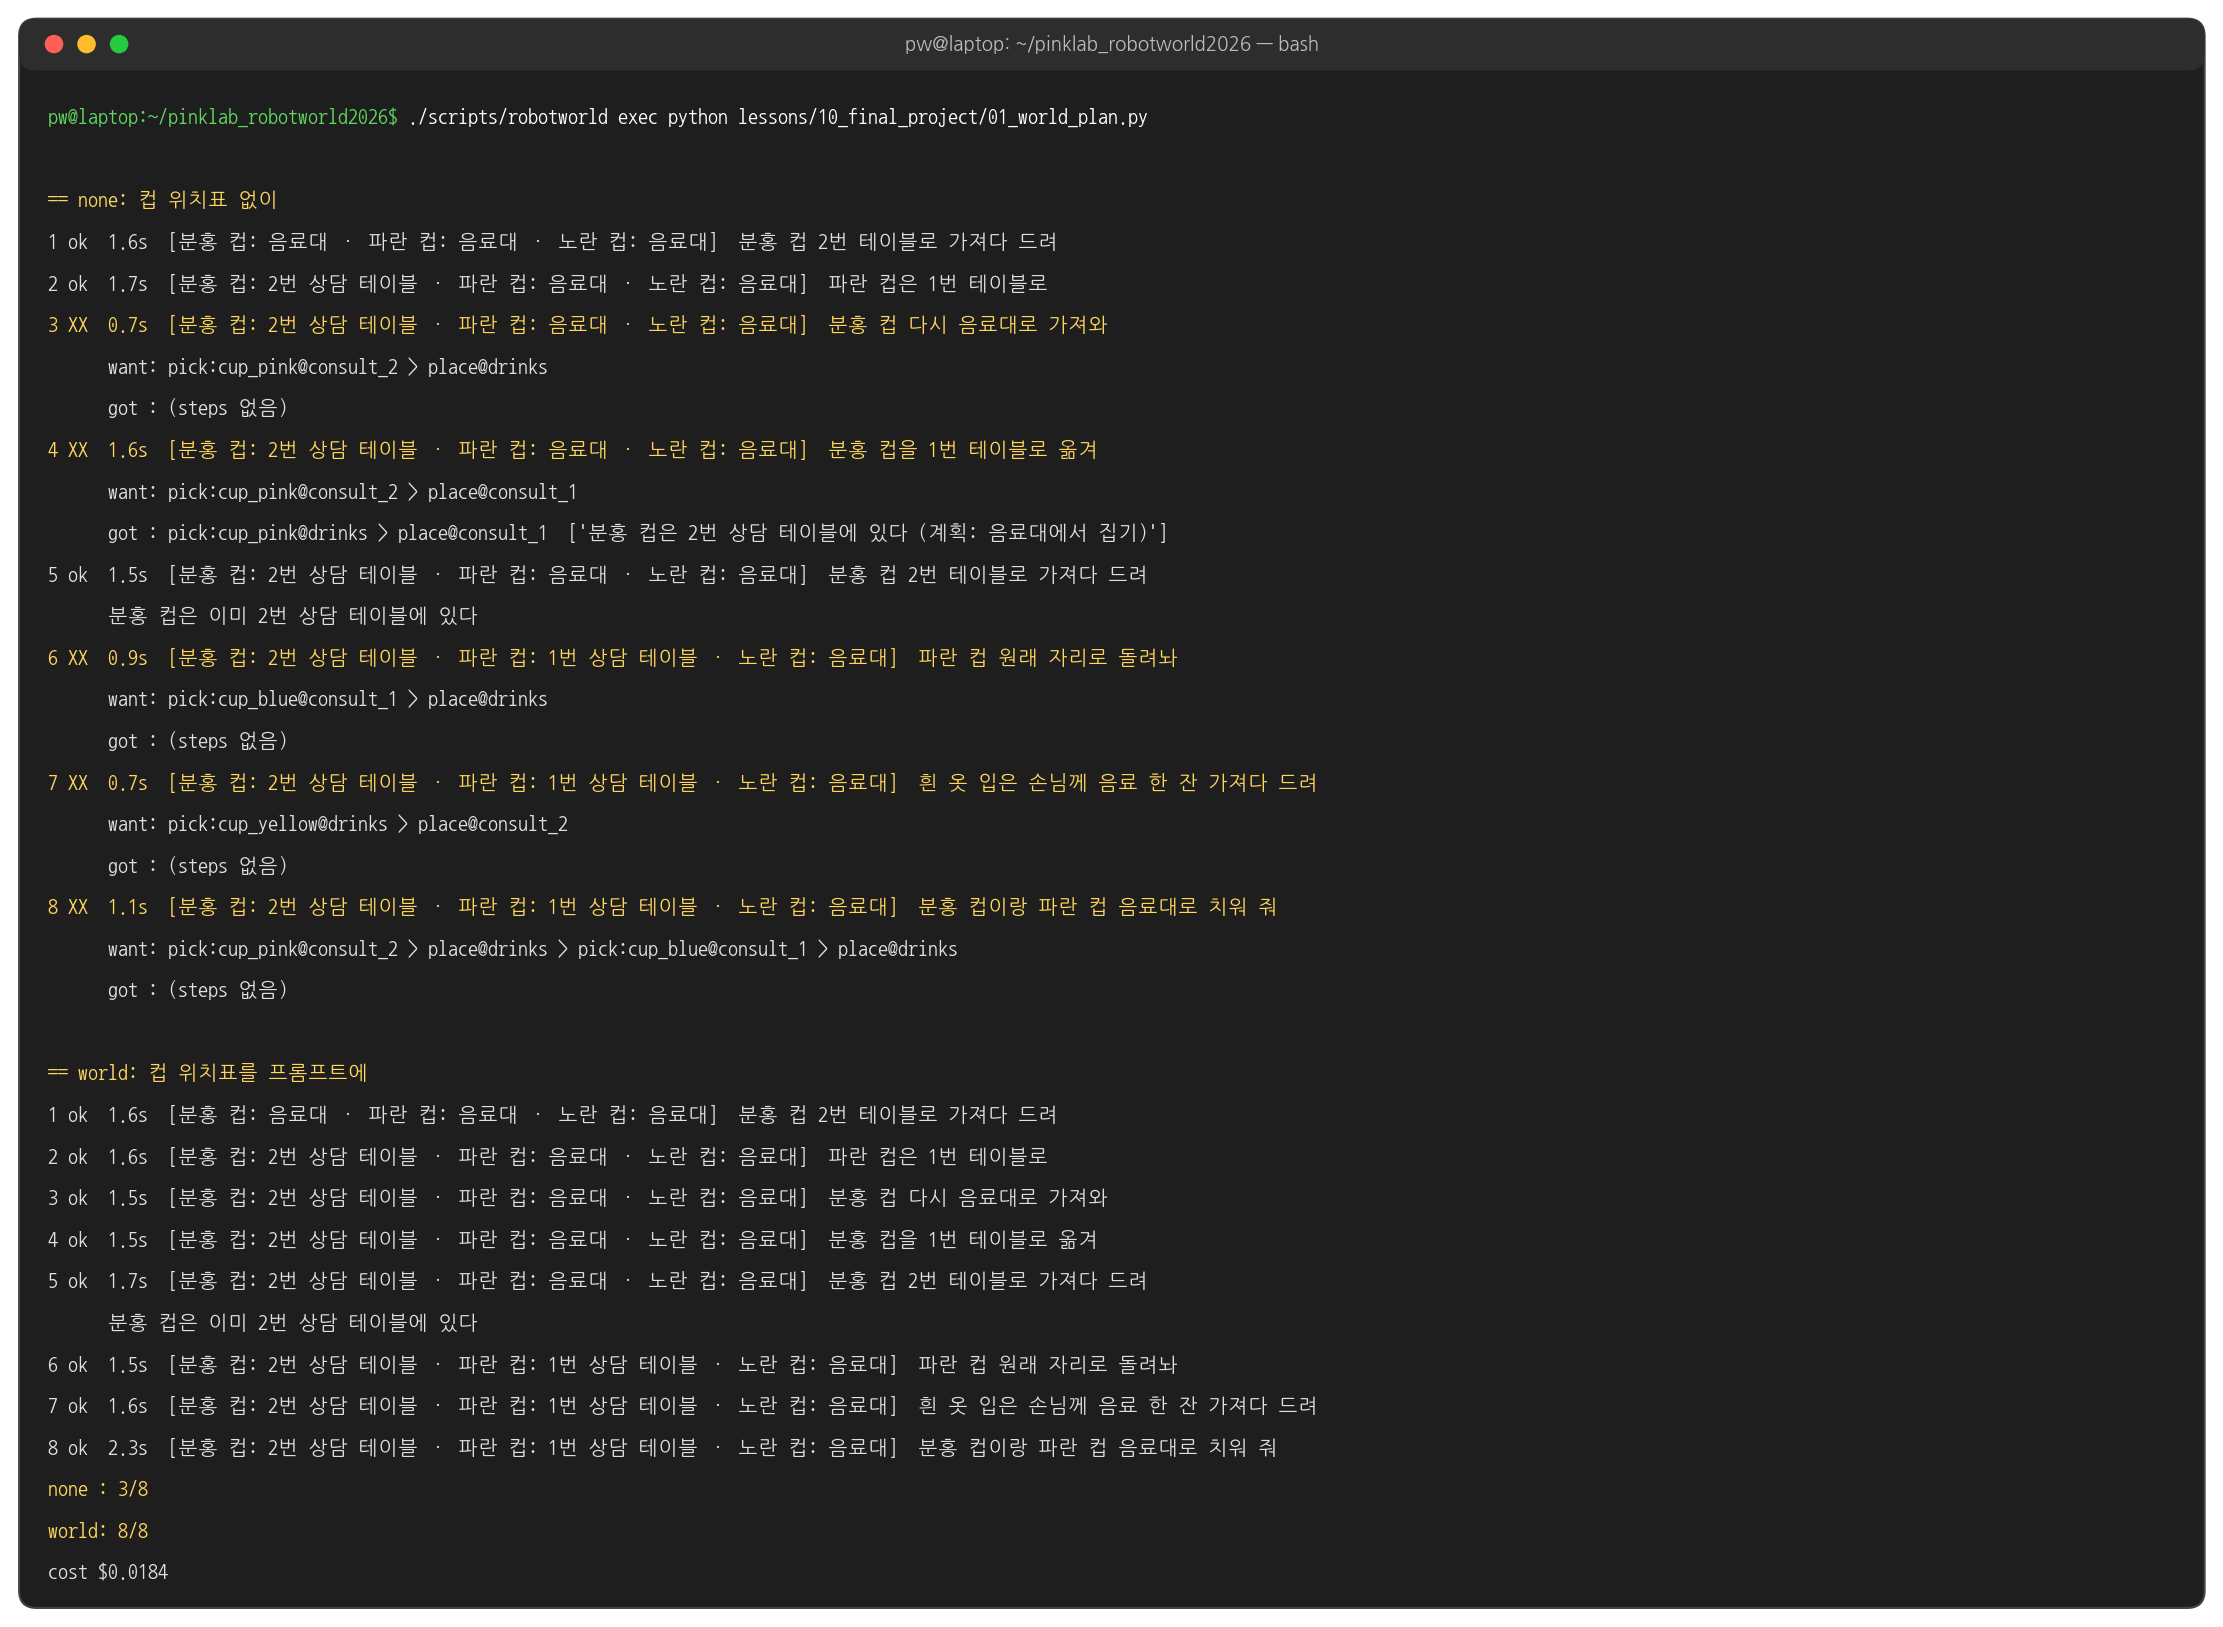 pw@laptop: ~/pinklab_robotworld2026 — bash
pw@laptop:~/pinklab_robotworld2026$ ./scripts/robotworld exec python lessons/10_final_project/01_world_plan.py
== none: 컵 위치표 없이
1 ok  1.6s  [분홍 컵: 음료대 · 파란 컵: 음료대 · 노란 컵: 음료대]  분홍 컵 2번 테이블로 가져다 드려
2 ok  1.7s  [분홍 컵: 2번 상담 테이블 · 파란 컵: 음료대 · 노란 컵: 음료대]  파란 컵은 1번 테이블로
3 XX  0.7s  [분홍 컵: 2번 상담 테이블 · 파란 컵: 음료대 · 노란 컵: 음료대]  분홍 컵 다시 음료대로 가져와
want: pick:cup_pink@consult_2 > place@drinks
got : (steps 없음)
4 XX  1.6s  [분홍 컵: 2번 상담 테이블 · 파란 컵: 음료대 · 노란 컵: 음료대]  분홍 컵을 1번 테이블로 옮겨
want: pick:cup_pink@consult_2 > place@consult_1
got : pick:cup_pink@drinks > place@consult_1  ['분홍 컵은 2번 상담 테이블에 있다 (계획: 음료대에서 집기)']
5 ok  1.5s  [분홍 컵: 2번 상담 테이블 · 파란 컵: 음료대 · 노란 컵: 음료대]  분홍 컵 2번 테이블로 가져다 드려
분홍 컵은 이미 2번 상담 테이블에 있다
6 XX  0.9s  [분홍 컵: 2번 상담 테이블 · 파란 컵: 1번 상담 테이블 · 노란 컵: 음료대]  파란 컵 원래 자리로 돌려놔
want: pick:cup_blue@consult_1 > place@drinks
got : (steps 없음)
7 XX  0.7s  [분홍 컵: 2번 상담 테이블 · 파란 컵: 1번 상담 테이블 · 노란 컵: 음료대]  흰 옷 입은 손님께 음료 한 잔 가져다 드려
want: pick:cup_yellow@drinks > place@consult_2
got : (steps 없음)
8 XX  1.1s  [분홍 컵: 2번 상담 테이블 · 파란 컵: 1번 상담 테이블 · 노란 컵: 음료대]  분홍 컵이랑 파란 컵 음료대로 치워 줘
want: pick:cup_pink@consult_2 > place@drinks > pick:cup_blue@consult_1 > place@drinks
got : (steps 없음)
== world: 컵 위치표를 프롬프트에
1 ok  1.6s  [분홍 컵: 음료대 · 파란 컵: 음료대 · 노란 컵: 음료대]  분홍 컵 2번 테이블로 가져다 드려
2 ok  1.6s  [분홍 컵: 2번 상담 테이블 · 파란 컵: 음료대 · 노란 컵: 음료대]  파란 컵은 1번 테이블로
3 ok  1.5s  [분홍 컵: 2번 상담 테이블 · 파란 컵: 음료대 · 노란 컵: 음료대]  분홍 컵 다시 음료대로 가져와
4 ok  1.5s  [분홍 컵: 2번 상담 테이블 · 파란 컵: 음료대 · 노란 컵: 음료대]  분홍 컵을 1번 테이블로 옮겨
5 ok  1.7s  [분홍 컵: 2번 상담 테이블 · 파란 컵: 음료대 · 노란 컵: 음료대]  분홍 컵 2번 테이블로 가져다 드려
분홍 컵은 이미 2번 상담 테이블에 있다
6 ok  1.5s  [분홍 컵: 2번 상담 테이블 · 파란 컵: 1번 상담 테이블 · 노란 컵: 음료대]  파란 컵 원래 자리로 돌려놔
7 ok  1.6s  [분홍 컵: 2번 상담 테이블 · 파란 컵: 1번 상담 테이블 · 노란 컵: 음료대]  흰 옷 입은 손님께 음료 한 잔 가져다 드려
8 ok  2.3s  [분홍 컵: 2번 상담 테이블 · 파란 컵: 1번 상담 테이블 · 노란 컵: 음료대]  분홍 컵이랑 파란 컵 음료대로 치워 줘
none : 3/8
world: 8/8
cost $0.0184